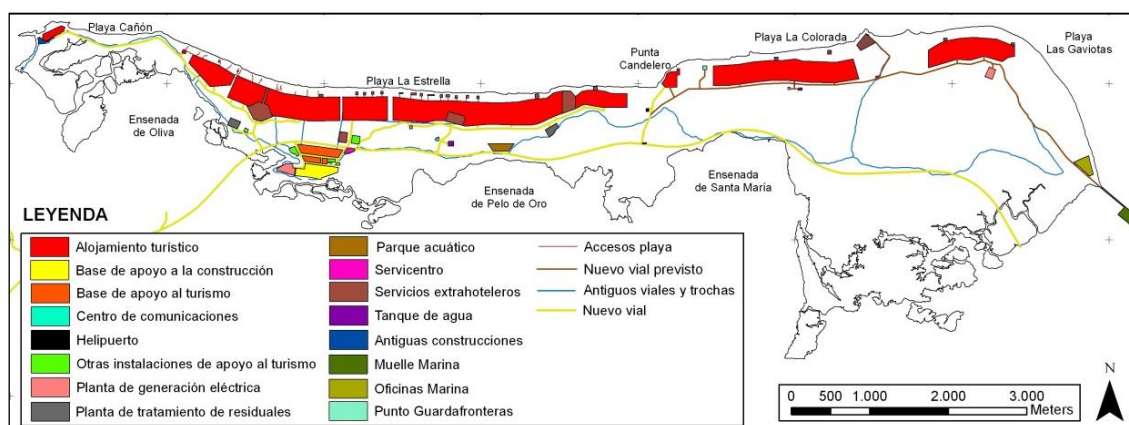 Playa Cañón
Playa La Estrella
Punta
Candelero
Playa La Colorada
Playa
Las Gaviotas
Ensenada
de Oliva
Ensenada
de Pelo de Oro
Ensenada
de Santa María
LEYENDA
Alojamiento turístico
Base de apoyo a la construcción
Base de apoyo al turismo
Centro de comunicaciones
Helipuerto
Otras instalaciones de apoyo al turismo
Planta de generación eléctrica
Planta de tratamiento de residuales
Parque acuático
Servicentro
Servicios extrahoteleros
Tanque de agua
Antiguas construcciones
Muelle Marina
Oficinas Marina
Punto Guardafronteras
Accesos playa
Nuevo vial previsto
Antiguos viales y trochas
Nuevo vial
N
0 500 1.000 2.000 3.000
Meters